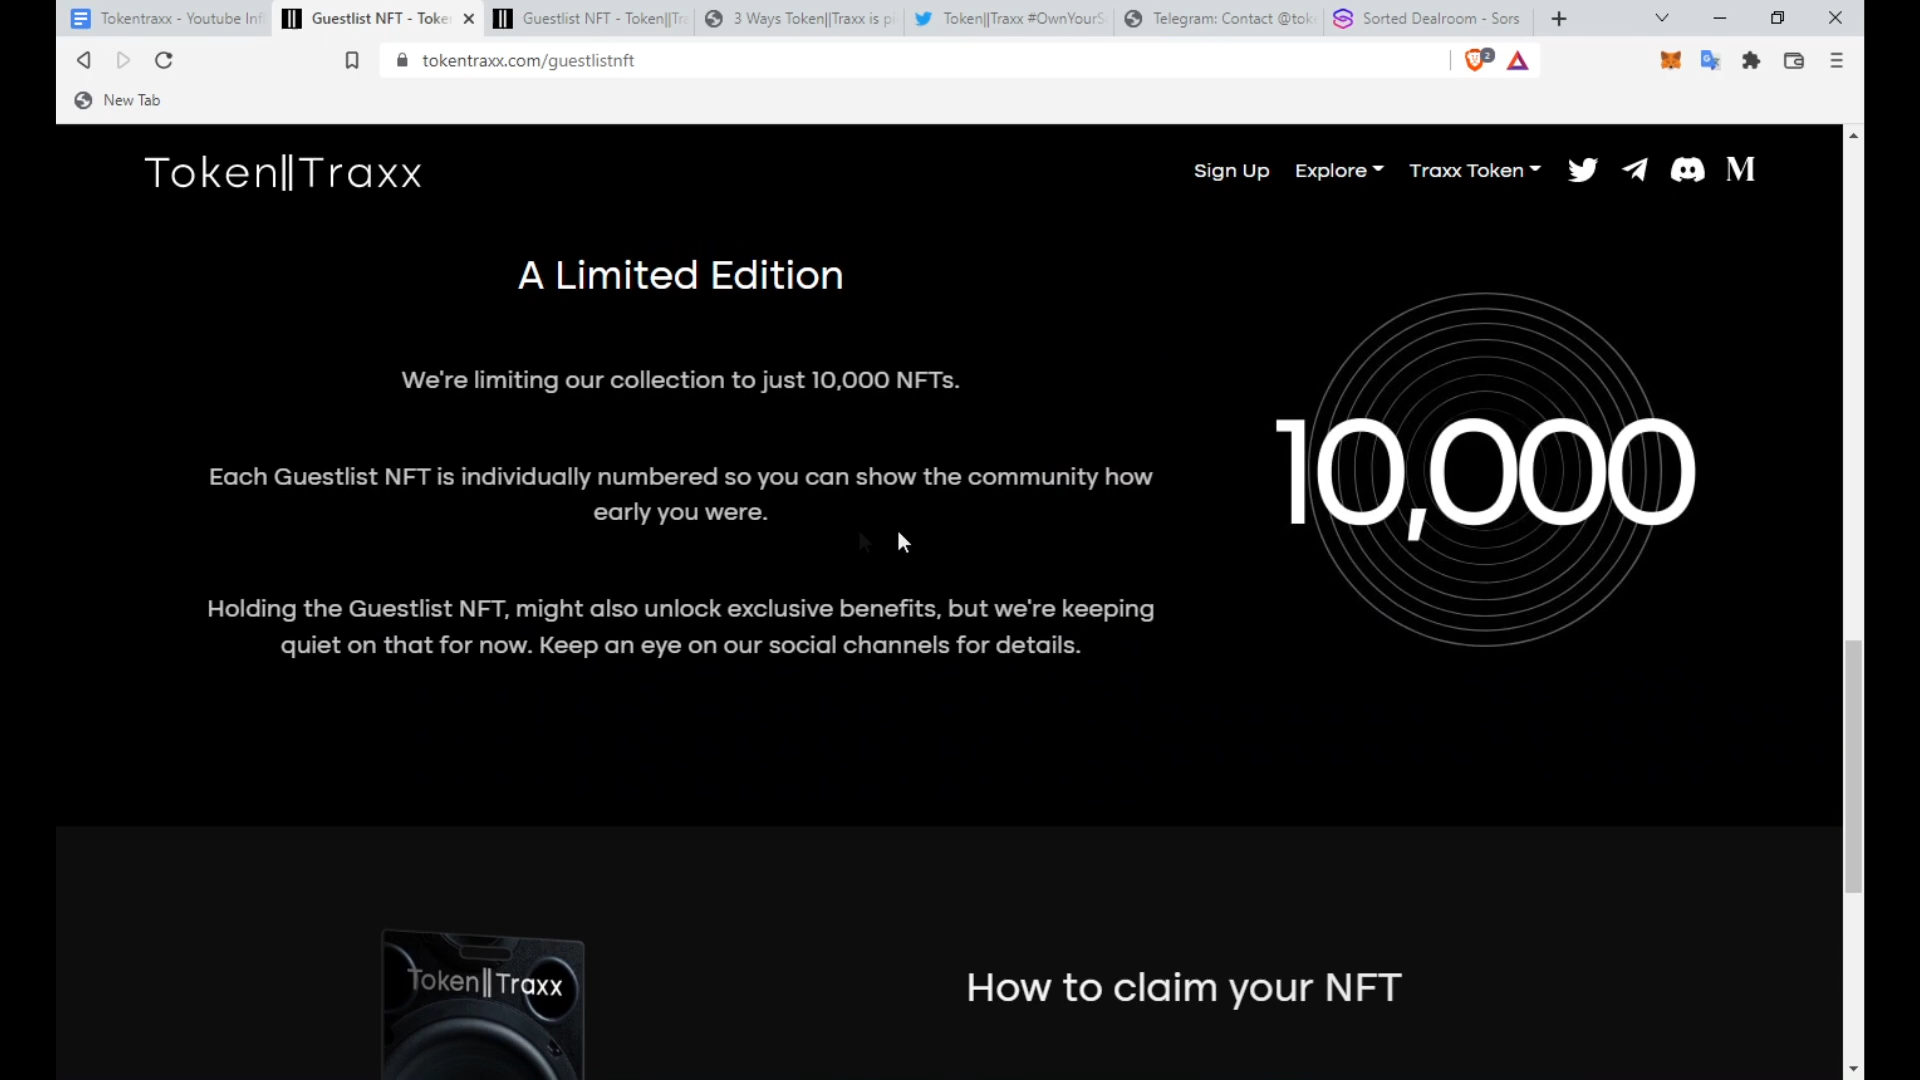 Tokentraxx - Youtube Inf
Guestlist NFT - Toke
Guestlist NFT - Token||Tra
3 Ways Token||Traxx is pi
Token||Traxx #OwnYourS
Telegram: Contact @tok
Sorted Dealroom - Sors
tokentraxx.com/guestlistnft
2
New Tab
Token||Traxx
Sign Up
Explore
Traxx Token
M
A Limited Edition
We're limiting our collection to just 10,000 NFTs.
Each Guestlist NFT is individually numbered so you can show the community how
early you were.
Holding the Guestlist NFT, might also unlock exclusive benefits, but we're keeping
quiet on that for now. Keep an eye on our social channels for details.
10,000
Token||Traxx
How to claim your NFT